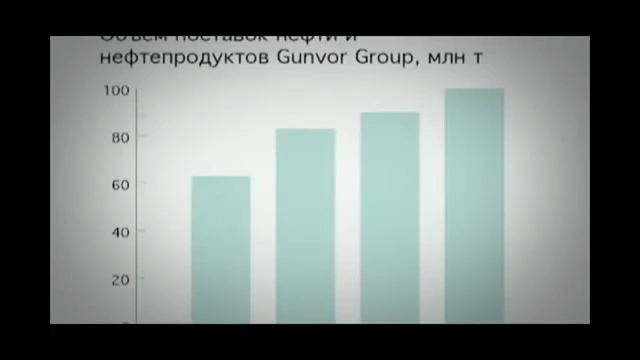 Объем поставок нефти и
нефтепродуктов Gunvor Group, млн т
100
80
60
40
20